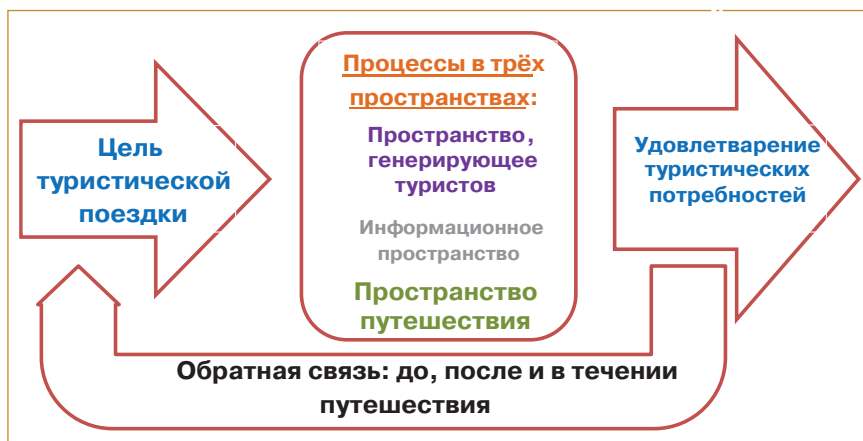 Цель
туристической
поездки
Процессы в трёх
пространствах:
Пространство,
генерирующее
туристов
Информационное
пространство
Пространство
путешествия
Удовлетварение
туристических
потребностей
Обратная связь: до, после и в течении
путешествия